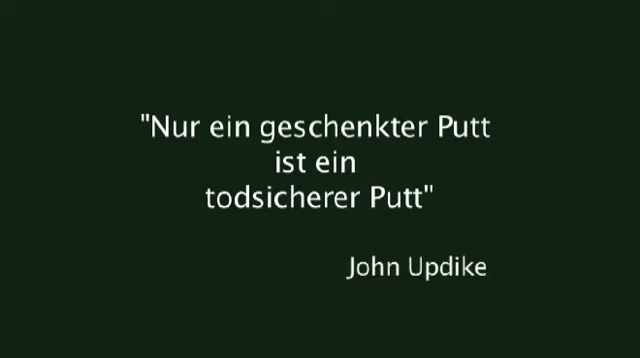 "Nur ein geschenkter Putt
ist ein
todsicherer Putt"
John Updike